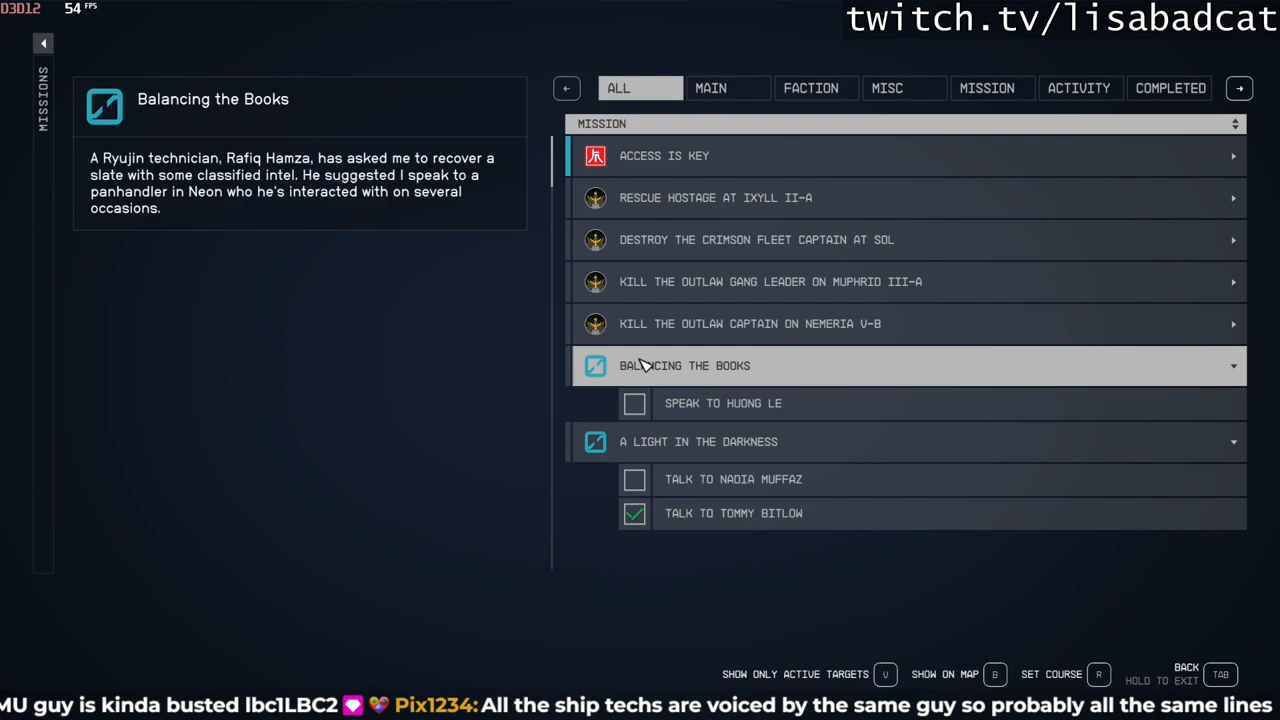 D3D12 54 FPS
twitch.tv/lisabadcat
MISSIONS
Balancing the Books
A Ryujin technician, Rafiq Hamza, has asked me to recover a
slate with some classified intel. He suggested I speak to a
panhandler in Neon who he's interacted with on several
occasions.
ALL MAIN FACTION MISC MISSION ACTIVITY COMPLETED
MISSION
ACCESS IS KEY
RESCUE HOSTAGE AT IXYLL II-A
DESTROY THE CRIMSON FLEET CAPTAIN AT SOL
KILL THE OUTLAW GANG LEADER ON MUPHRID III-A
KILL THE OUTLAW CAPTAIN ON NEMERIA V-B
BALANCING THE BOOKS
SPEAK TO HUONG LE
A LIGHT IN THE DARKNESS
TALK TO NADIA MUFFAZ
TALK TO TOMMY BITLOW
SHOW ONLY ACTIVE TARGETS V SHOW ON MAP B SET COURSE R BACK TAB
HOLD TO EXIT
MU guy is kinda busted lbc1LBC2 Pix1234: All the ship techs are voiced by the same guy so probably all the same lines